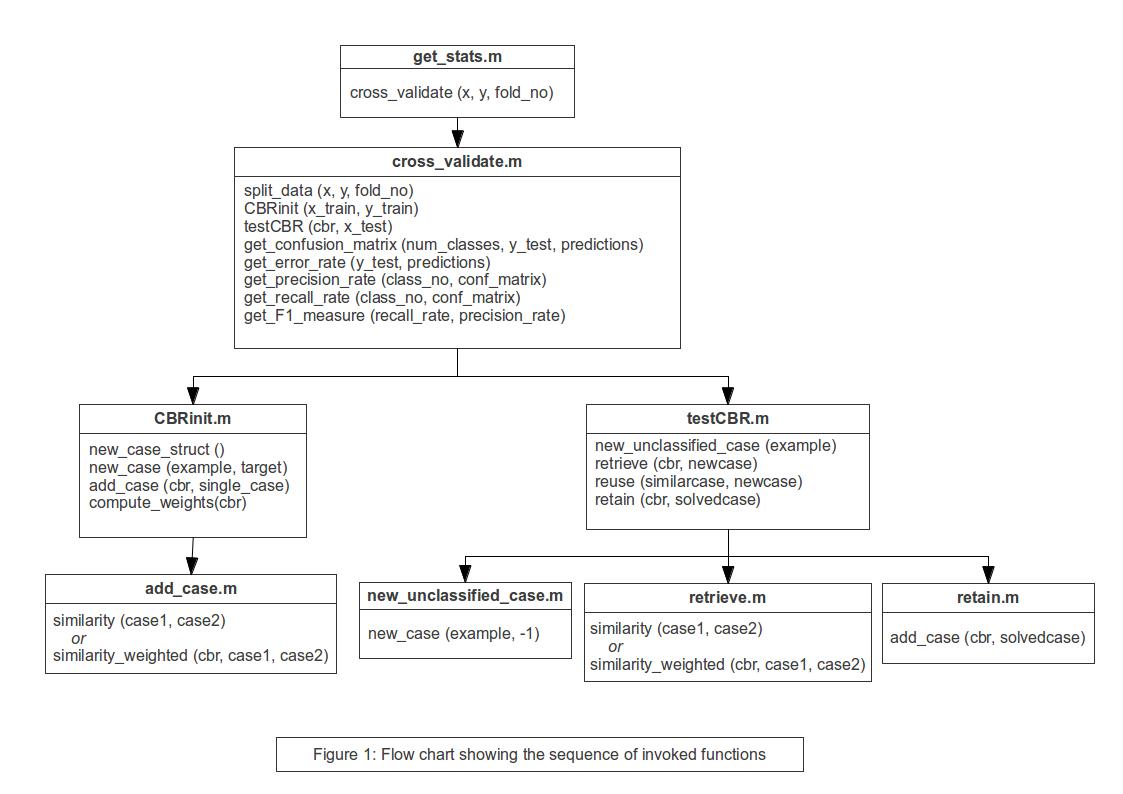 get_stats.m
cross_validate (x, y, fold_no)
cross_validate.m
split_data (x, y, fold_no)
CBRinit (x_train, y_train)
testCBR (cbr, x_test)
get_confusion_matrix (num_classes, y_test, predictions)
get_error_rate (y_test, predictions)
get_precision_rate (class_no, conf_matrix)
get_recall_rate (class_no, conf_matrix)
get_F1_measure (recall_rate, precision_rate)
CBRinit.m
new_case_struct ()
new_case (example, target)
add_case (cbr, single_case)
compute_weights(cbr)
testCBR.m
new_unclassified_case (example)
retrieve (cbr, newcase)
reuse (similarcase, newcase)
retain (cbr, solvedcase)
add_case.m
similarity (case1, case2)
or
similarity_weighted (cbr, case1, case2)
new_unclassified_case.m
new_case (example, -1)
retrieve.m
similarity (case1, case2)
or
similarity_weighted (cbr, case1, case2)
retain.m
add_case (cbr, solvedcase)
Figure 1: Flow chart showing the sequence of invoked functions